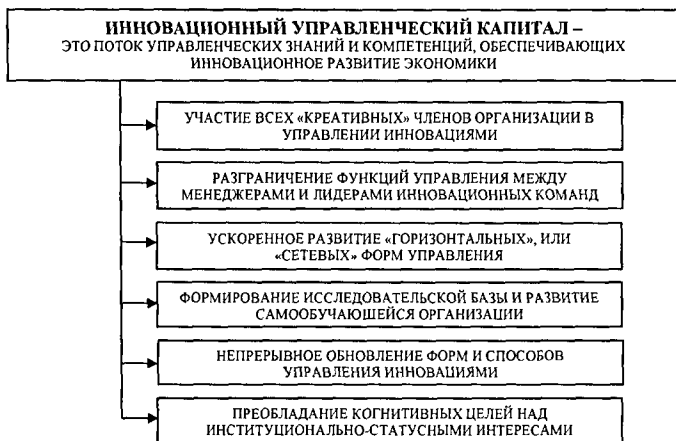 ИННОВАЦИОННЫЙ УПРАВЛЕНЧЕСКИЙ КАПИТАЛ –
ЭТО ПОТОК УПРАВЛЕНЧЕСКИХ ЗНАНИЙ И КОМПЕТЕНЦИЙ, ОБЕСПЕЧИВАЮЩИХ
ИННОВАЦИОННОЕ РАЗВИТИЕ ЭКОНОМИКИ
УЧАСТИЕ ВСЕХ «КРЕАТИВНЫХ» ЧЛЕНОВ ОРГАНИЗАЦИИ В
УПРАВЛЕНИИ ИННОВАЦИЯМИ
РАЗГРАНИЧЕНИЕ ФУНКЦИЙ УПРАВЛЕНИЯ МЕЖДУ
МЕНЕДЖЕРАМИ И ЛИДЕРАМИ ИННОВАЦИОННЫХ КОМАНД
УСКОРЕННОЕ РАЗВИТИЕ «ГОРИЗОНТАЛЬНЫХ», ИЛИ
«СЕТЕВЫХ» ФОРМ УПРАВЛЕНИЯ
ФОРМИРОВАНИЕ ИССЛЕДОВАТЕЛЬСКОЙ БАЗЫ И РАЗВИТИЕ
САМООБУЧАЮЩЕЙСЯ ОРГАНИЗАЦИИ
НЕПРЕРЫВНОЕ ОБНОВЛЕНИЕ ФОРМ И СПОСОБОВ
УПРАВЛЕНИЯ ИННОВАЦИЯМИ
ПРЕОБЛАДАНИЕ КОГНИТИВНЫХ ЦЕЛЕЙ НАД
ИНСТИТУЦИОНАЛЬНО-СТАТУСНЫМИ ИНТЕРЕСАМИ